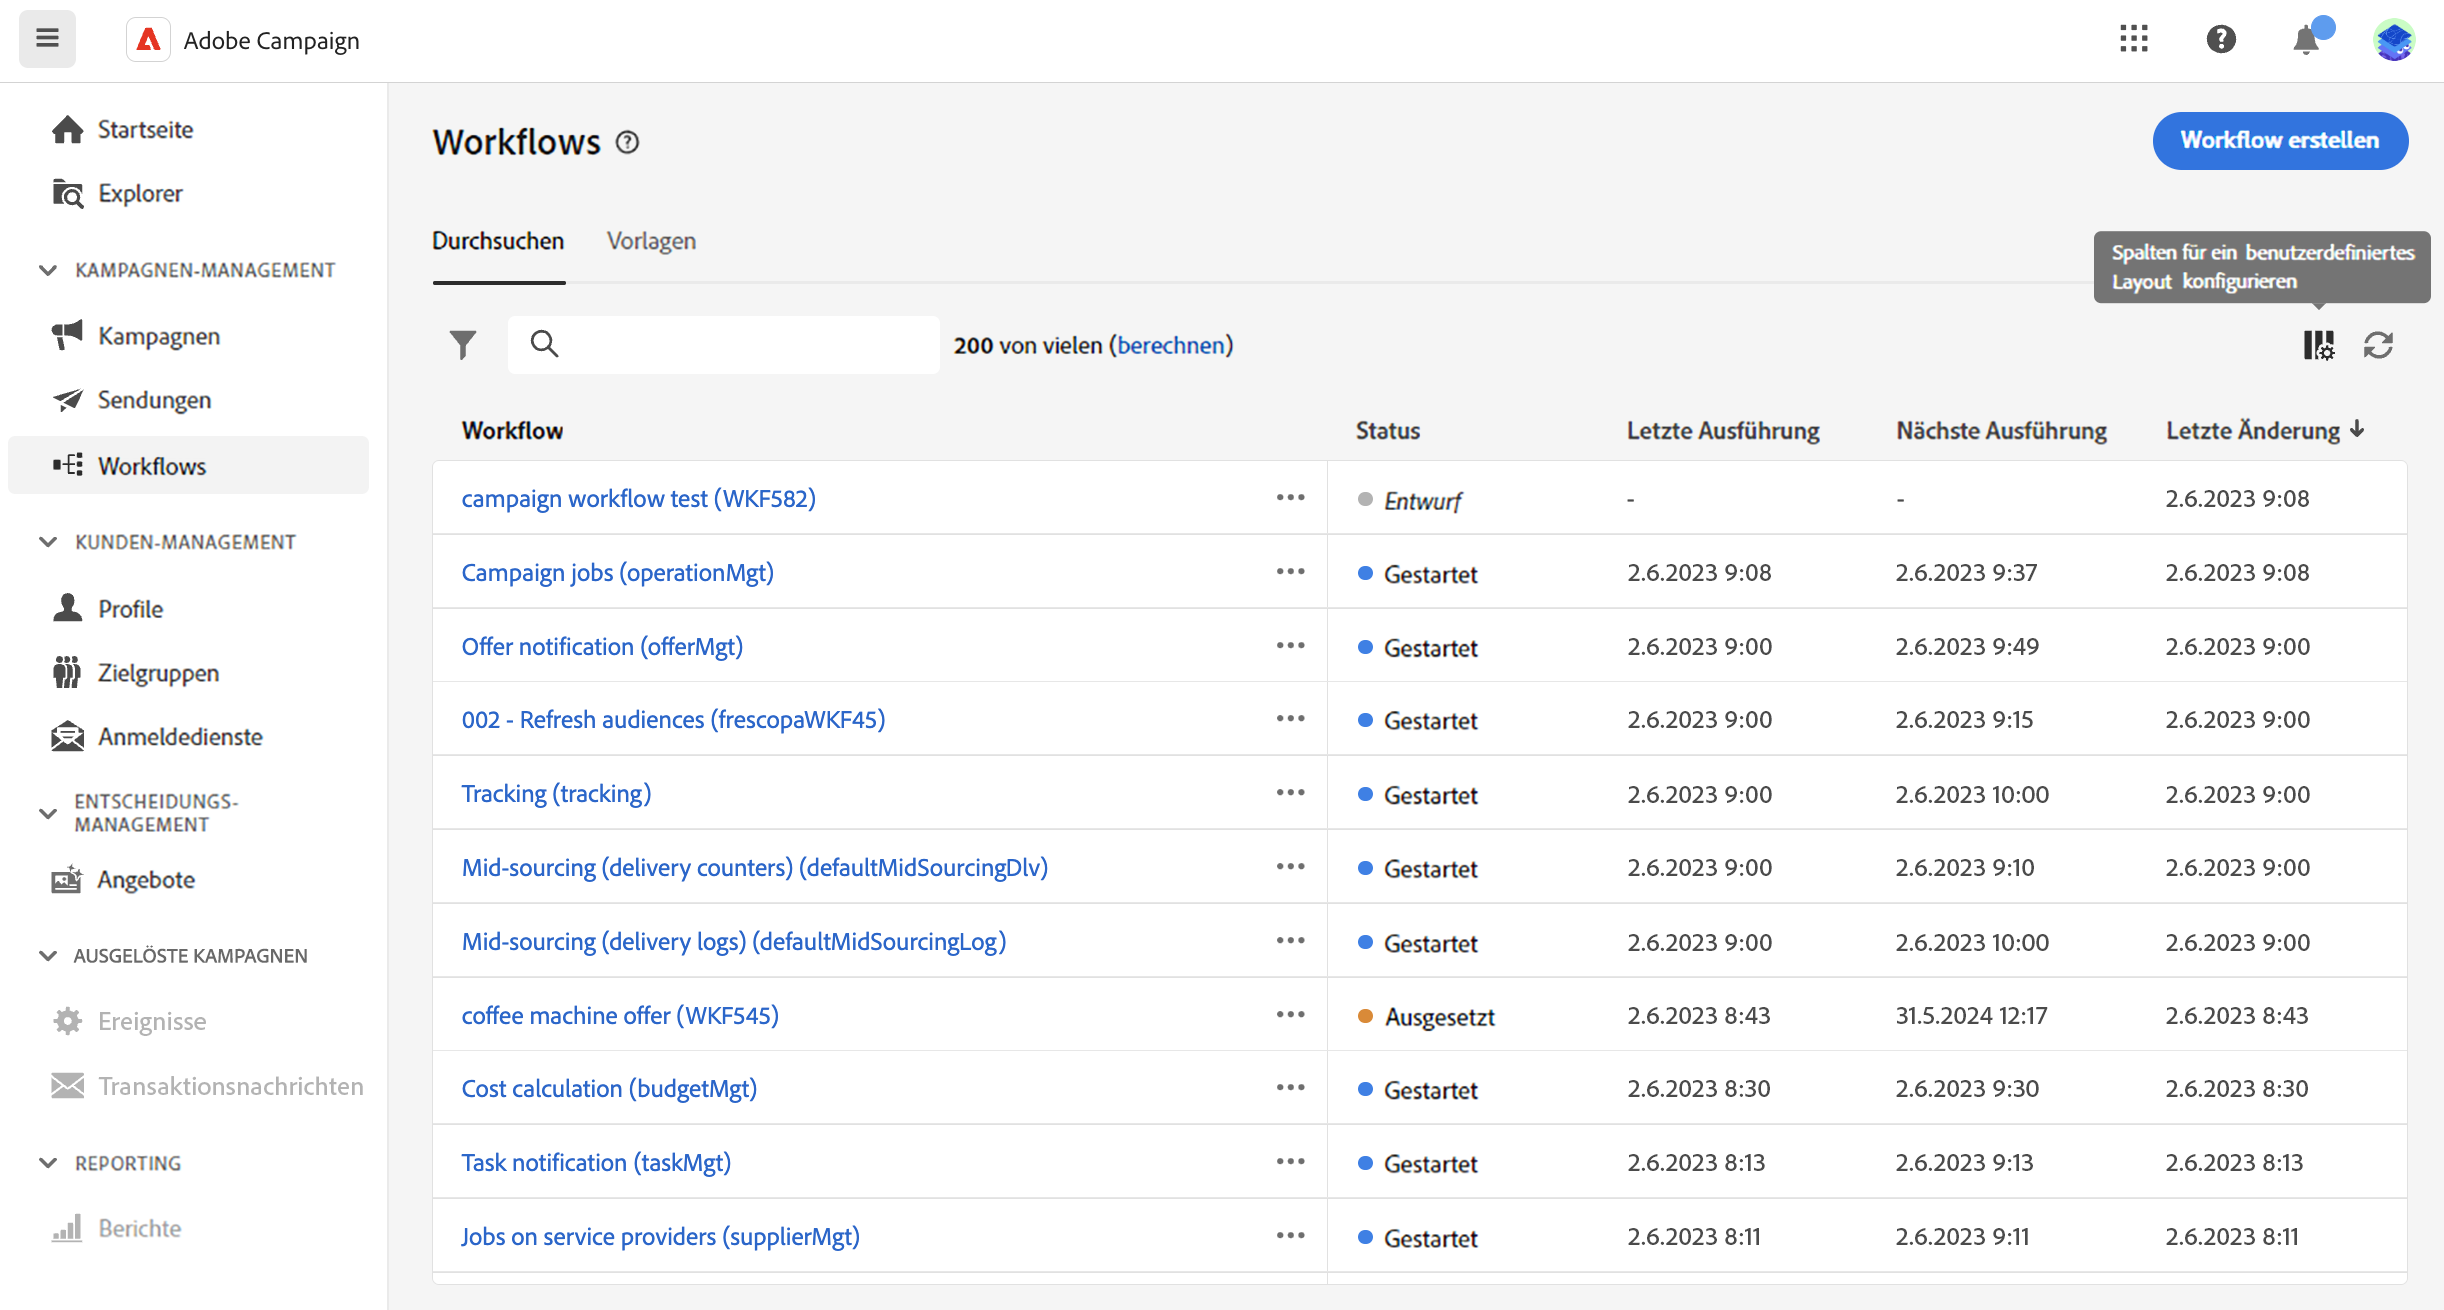 Adobe Campaign
Startseite
Explorer
KAMPAGNEN-MANAGEMENT
Kampagnen
Sendungen
Workflows
KUNDEN-MANAGEMENT
Profile
Zielgruppen
Anmeldedienste
ENTSCHEIDUNGS-
MANAGEMENT
Angebote
AUSGELÖSTE KAMPAGNEN
Ereignisse
Transaktionsnachrichten
REPORTING
Berichte
Workflows
Workflow erstellen
Durchsuchen Vorlagen
Spalten für ein benutzerdefiniertes
Layout konfigurieren
200 von vielen (berechnen)
Workflow Status Letzte Ausführung Nächste Ausführung Letzte Änderung
campaign workflow test (WKF582) Entwurf - - 2.6.2023 9:08
Campaign jobs (operationMgt) Gestartet 2.6.2023 9:08 2.6.2023 9:37 2.6.2023 9:08
Offer notification (offerMgt) Gestartet 2.6.2023 9:00 2.6.2023 9:49 2.6.2023 9:00
002 - Refresh audiences (frescopaWKF45) Gestartet 2.6.2023 9:00 2.6.2023 9:15 2.6.2023 9:00
Tracking (tracking) Gestartet 2.6.2023 9:00 2.6.2023 10:00 2.6.2023 9:00
Mid-sourcing (delivery counters) (defaultMidSourcingDlv) Gestartet 2.6.2023 9:00 2.6.2023 9:10 2.6.2023 9:00
Mid-sourcing (delivery logs) (defaultMidSourcingLog) Gestartet 2.6.2023 9:00 2.6.2023 10:00 2.6.2023 9:00
coffee machine offer (WKF545) Ausgesetzt 2.6.2023 8:43 31.5.2024 12:17 2.6.2023 8:43
Cost calculation (budgetMgt) Gestartet 2.6.2023 8:30 2.6.2023 9:30 2.6.2023 8:30
Task notification (taskMgt) Gestartet 2.6.2023 8:13 2.6.2023 9:13 2.6.2023 8:13
Jobs on service providers (supplierMgt) Gestartet 2.6.2023 8:11 2.6.2023 9:11 2.6.2023 8:11